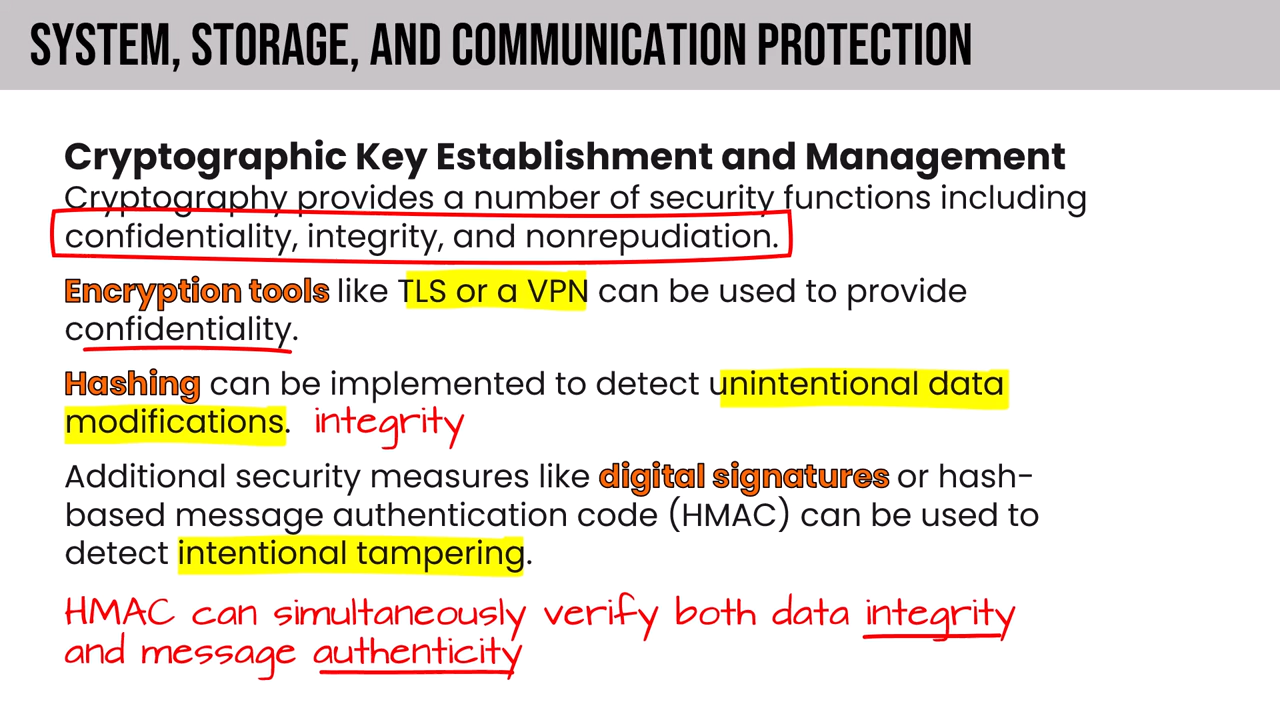 SYSTEM, STORAGE, AND COMMUNICATION PROTECTION
Cryptographic Key Establishment and Management
Cryptography provides a number of security functions including
confidentiality, integrity, and nonrepudiation.
Encryption tools like TLS or a VPN can be used to provide
confidentiality.
Hashing can be implemented to detect unintentional data
modifications. integrity
Additional security measures like digital signatures or hash-
based message authentication code (HMAC) can be used to
detect intentional tampering.
HMAC can simultaneously verify both data integrity
and message authenticity